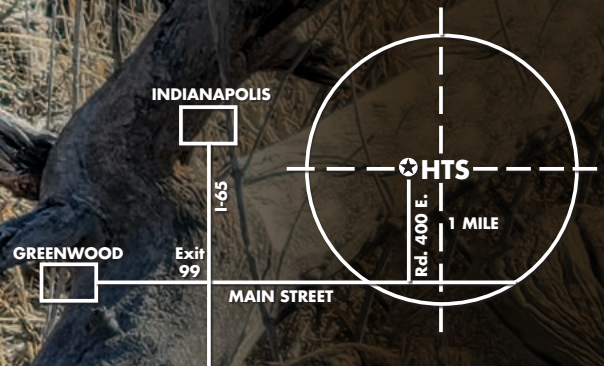 INDIANAPOLIS
HTS
I-65
Rd. 400 E.
1 MILE
GREENWOOD
Exit
99
MAIN STREET